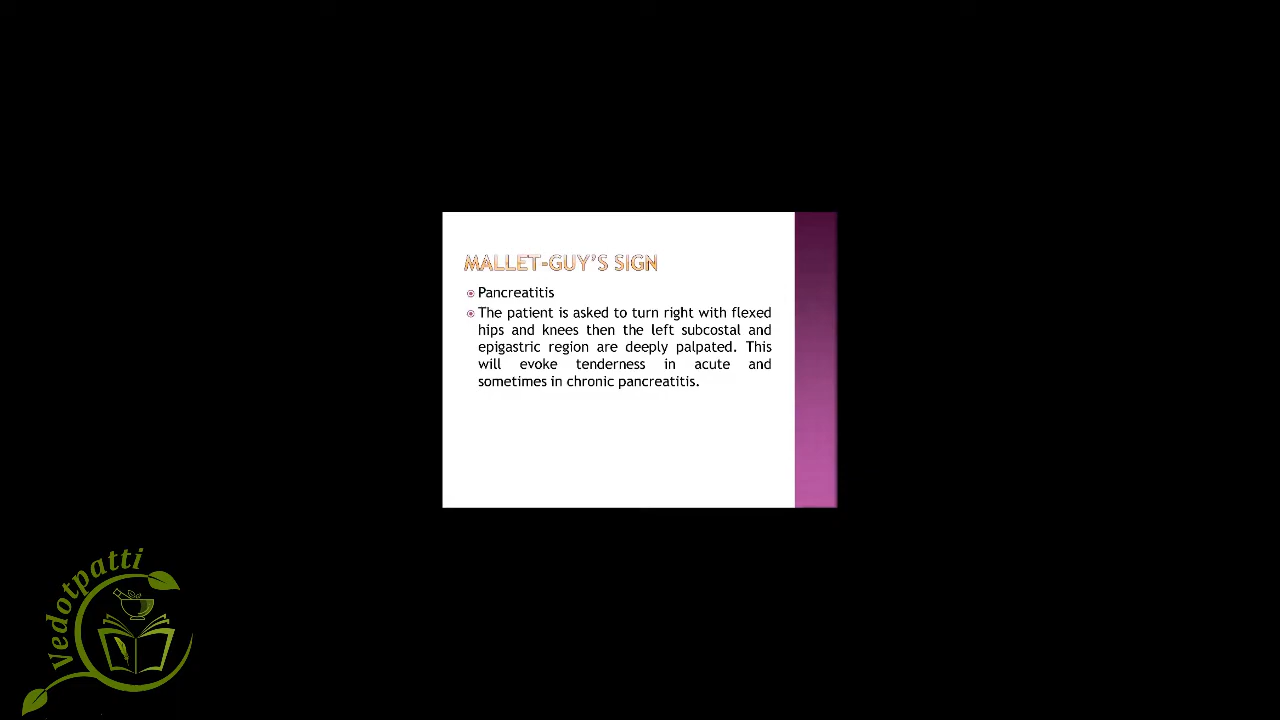 MALLET-GUY'S SIGN
Pancreatitis
The patient is asked to turn right with flexed
hips and knees then the left subcostal and
epigastric region are deeply palpated. This
will evoke tenderness in acute and
sometimes in chronic pancreatitis.
vedotpatti